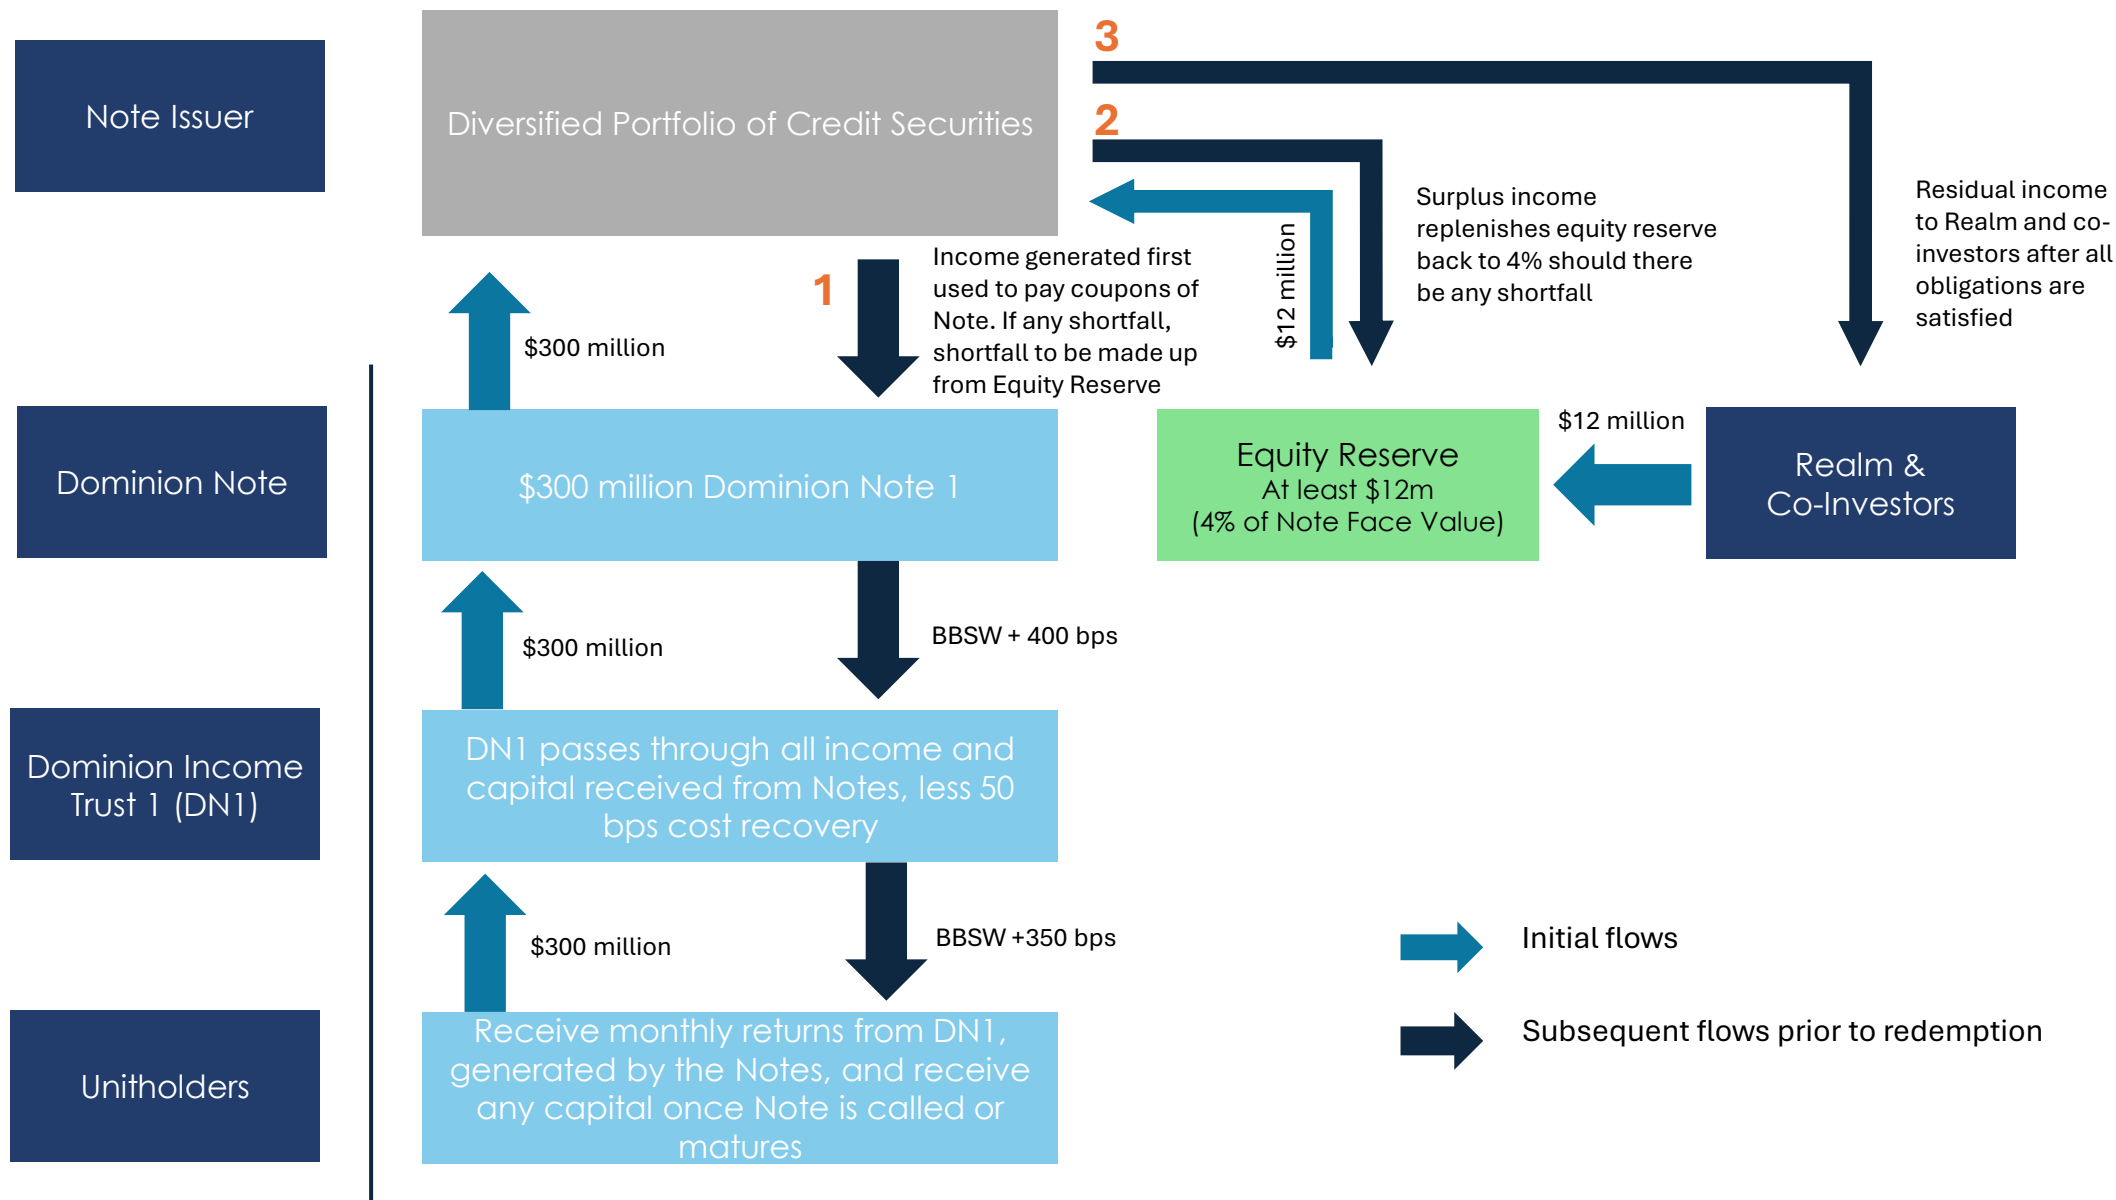 Note Issuer
Diversified Portfolio of Credit Securities
3
2
1
$300 million
Income generated first
used to pay coupons of
Note. If any shortfall,
shortfall to be made up
from Equity Reserve
$12 million
Surplus income
replenishes equity reserve
back to 4% should there
be any shortfall
Residual income
to Realm and co-
investors after all
obligations are
satisfied
Dominion Note
$300 million Dominion Note 1
Equity Reserve
At least $12m
(4% of Note Face Value)
$12 million
Realm &
Co-Investors
$300 million
BBSW + 400 bps
Dominion Income
Trust 1 (DN1)
DN1 passes through all income and
capital received from Notes, less 50
bps cost recovery
$300 million
BBSW +350 bps
Unitholders
Receive monthly returns from DN1,
generated by the Notes, and receive
any capital once Note is called or
matures
Initial flows
Subsequent flows prior to redemption